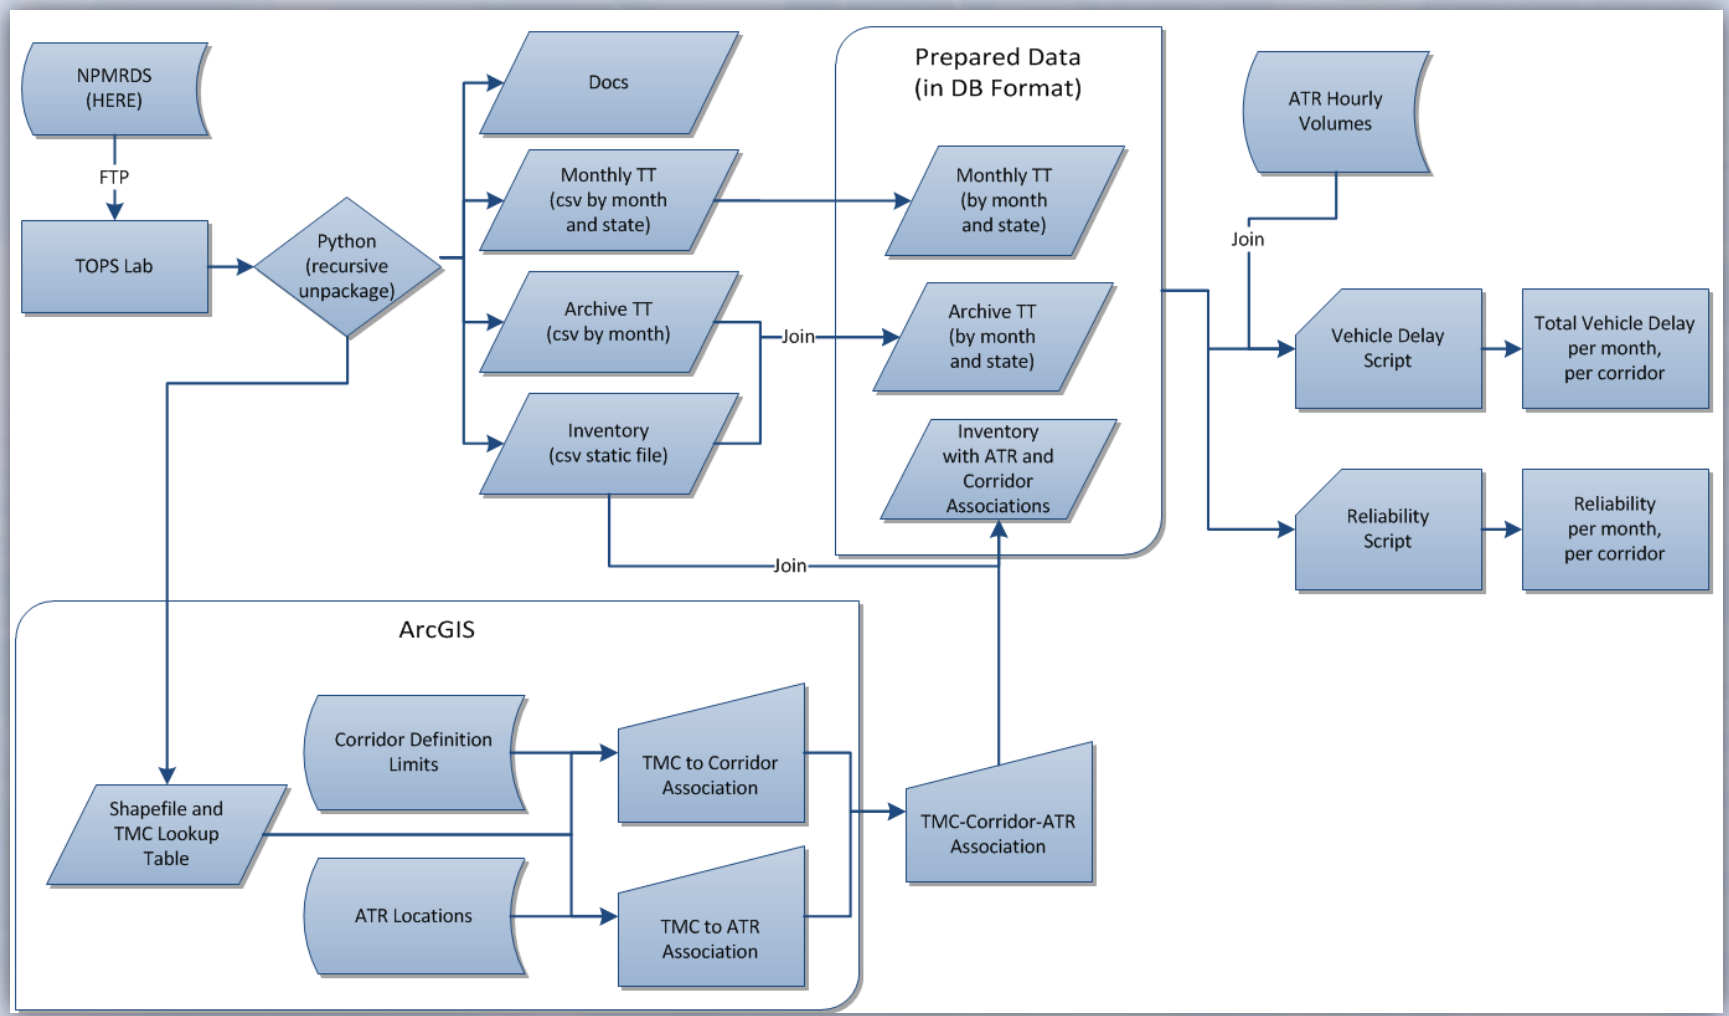 NPMRDS
(HERE)
FTP
TOPS Lab
Python
(recursive
unpackage)
Docs
Monthly TT
(csv by month
and state)
Archive TT
(csv by month)
Inventory
(csv static file)
Join
Join
Prepared Data
(in DB Format)
Monthly TT
(by month
and state)
Archive TT
(by month
and state)
Inventory
with ATR and
Corridor
Associations
ATR Hourly
Volumes
Join
Vehicle Delay
Script
Total Vehicle Delay
per month,
per corridor
Reliability
Script
Reliability
per month,
per corridor
ArcGIS
Corridor Definition
Limits
Shapefile and
TMC Lookup
Table
ATR Locations
TMC to Corridor
Association
TMC to ATR
Association
TMC-Corridor-ATR
Association